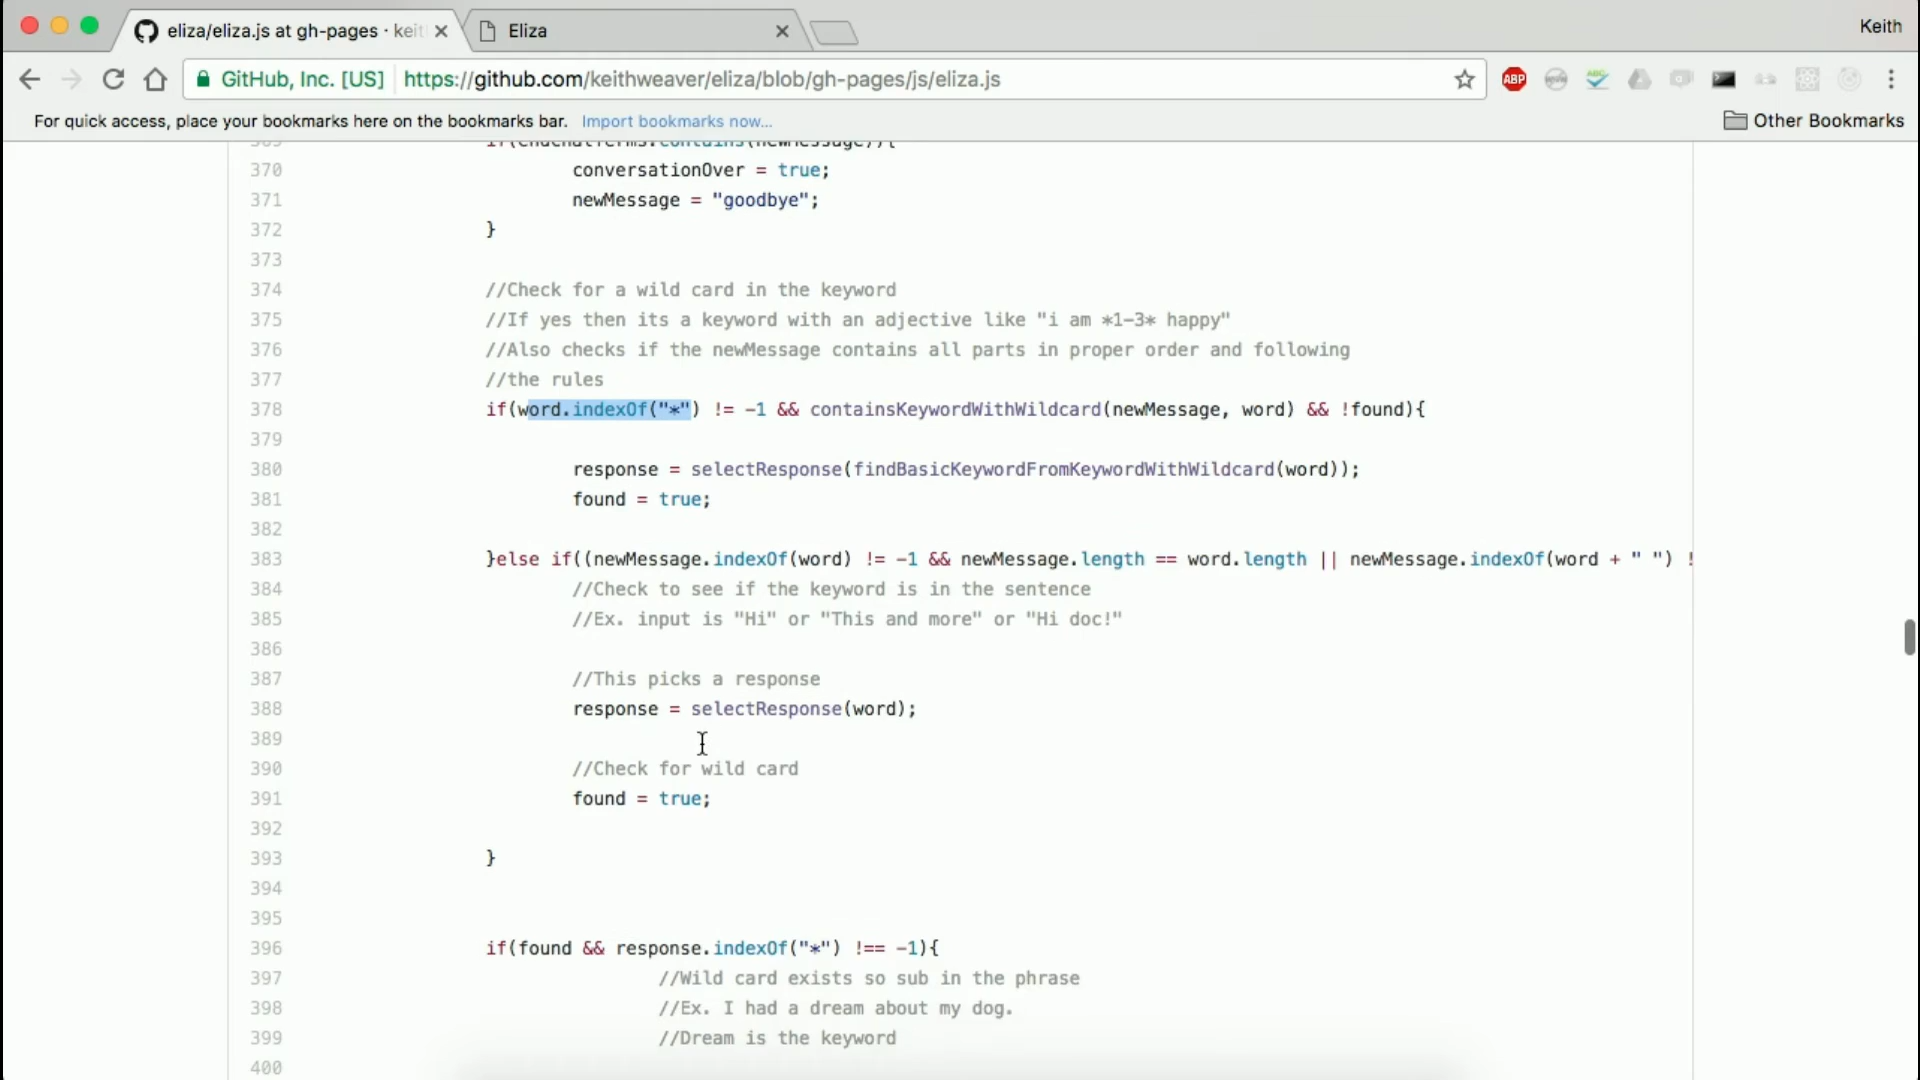 eliza/eliza.js at gh-pages · keit
Eliza
Keith
GitHub, Inc. [US]
https://github.com/keithweaver/eliza/blob/gh-pages/js/eliza.js
ABP
For quick access, place your bookmarks here on the bookmarks bar. Import bookmarks now...
Other Bookmarks
370 conversationOver = true;
371 newMessage = "goodbye";
372 }
373
374 //Check for a wild card in the keyword
375 //If yes then its a keyword with an adjective like "i am *1-3* happy"
376 //Also checks if the newMessage contains all parts in proper order and following
377 //the rules
378 if(word.indexOf("*") != -1 && containsKeywordWithWildcard(newMessage, word) && !found){
379
380 response = selectResponse(findBasicKeywordFromKeywordWithWildcard(word));
381 found = true;
382
383 }else if((newMessage.indexOf(word) != -1 && newMessage.length == word.length || newMessage.indexOf(word + " ") !
384 //Check to see if the keyword is in the sentence
385 //Ex. input is "Hi" or "This and more" or "Hi doc!"
386
387 //This picks a response
388 response = selectResponse(word);
389
390 //Check for wild card
391 found = true;
392
393 }
394
395
396 if(found && response.indexOf("*") !== -1){
397 //Wild card exists so sub in the phrase
398 //Ex. I had a dream about my dog.
399 //Dream is the keyword
400